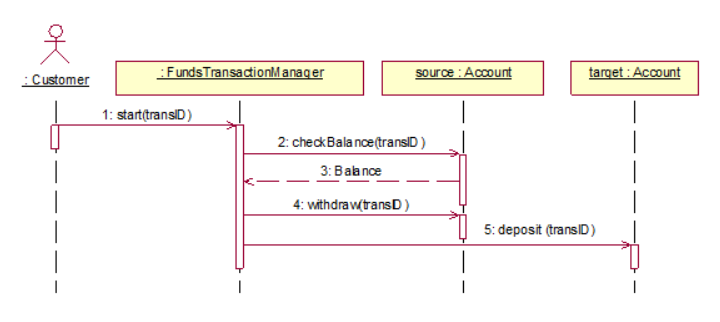 : Customer
: FundsTransactionManager
source : Account
target : Account
1: start(transID)
2: checkBalance(transID)
3: Balance
4: withdraw(transID)
5: deposit (transID)